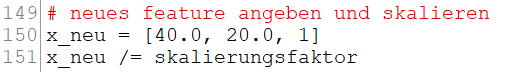 149 # neues feature angeben und skalieren
150 x_neu = [40.0, 20.0, 1]
151 x_neu /= skalierungsfaktor